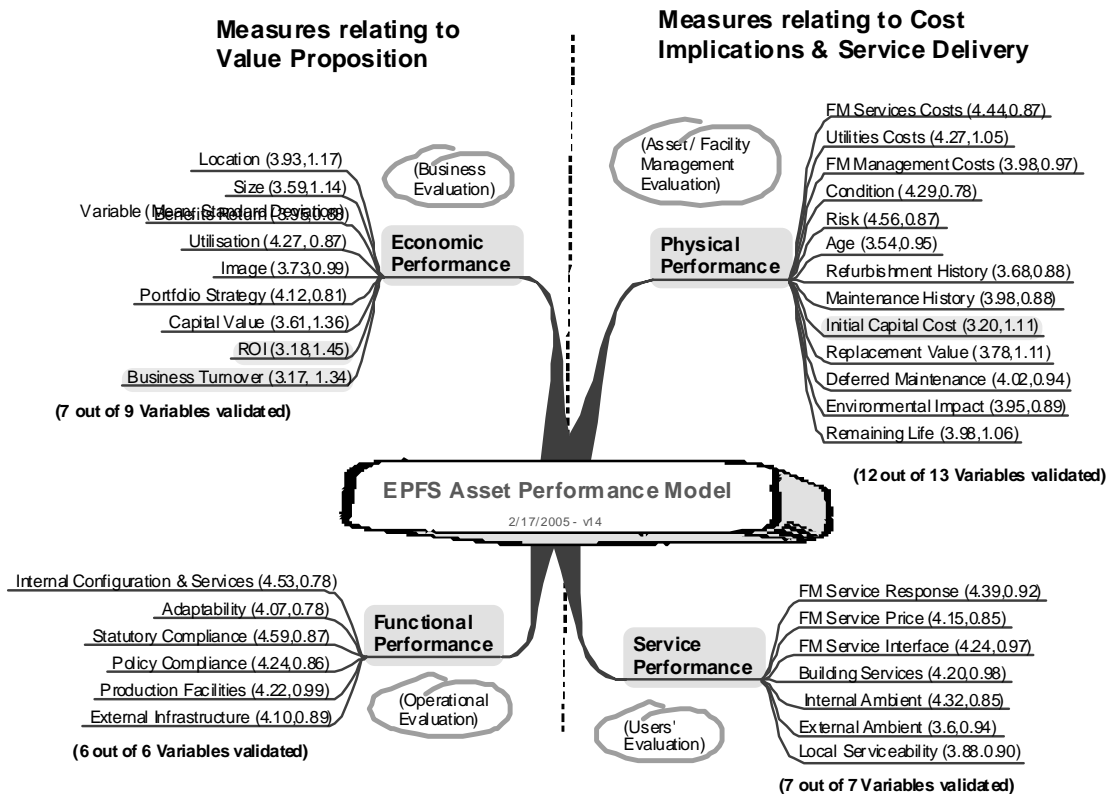 Measures relating to
Value Proposition
Measures relating to Cost
Implications & Service Delivery
(Business
Evaluation)
Location (3.93,1.17)
Size (3.59,1.14)
Variable (Mean, Standard Deviation)
Benefits Return
Utilisation (4.27, 0.87)
Image (3.73,0.99)
Portfolio Strategy (4.12,0.81)
Capital Value (3.61,1.36)
ROI (3.18,1.45)
Business Turnover (3.17, 1.34)
(7 out of 9 Variables validated)
Economic
Performance
(Asset / Facility
Management
Evaluation)
Physical
Performance
FM Services Costs (4.44,0.87)
Utilities Costs (4.27,1.05)
FM Management Costs (3.98,0.97)
Condition (4.29,0.78)
Risk (4.56,0.87)
Age (3.54,0.95)
Refurbishment History (3.68,0.88)
Maintenance History (3.98,0.88)
Initial Capital Cost (3.20,1.11)
Replacement Value (3.78,1.11)
Deferred Maintenance (4.02,0.94)
Environmental Impact (3.95,0.89)
Remaining Life (3.98,1.06)
(12 out of 13 Variables validated)
EPFS Asset Performance Model
2/17/2005 - v14
Internal Configuration & Services (4.53,0.78)
Adaptability (4.07,0.78)
Statutory Compliance (4.59,0.87)
Policy Compliance (4.24,0.86)
Production Facilities (4.22,0.99)
External Infrastructure (4.10,0.89)
(6 out of 6 Variables validated)
Functional
Performance
(Operational
Evaluation)
Service
Performance
(Users'
Evaluation)
FM Service Response (4.39,0.92)
FM Service Price (4.15,0.85)
FM Service Interface (4.24,0.97)
Building Services (4.20,0.98)
Internal Ambient (4.32,0.85)
External Ambient (3.6,0.94)
Local Serviceability (3.88.0.90)
(7 out of 7 Variables validated)